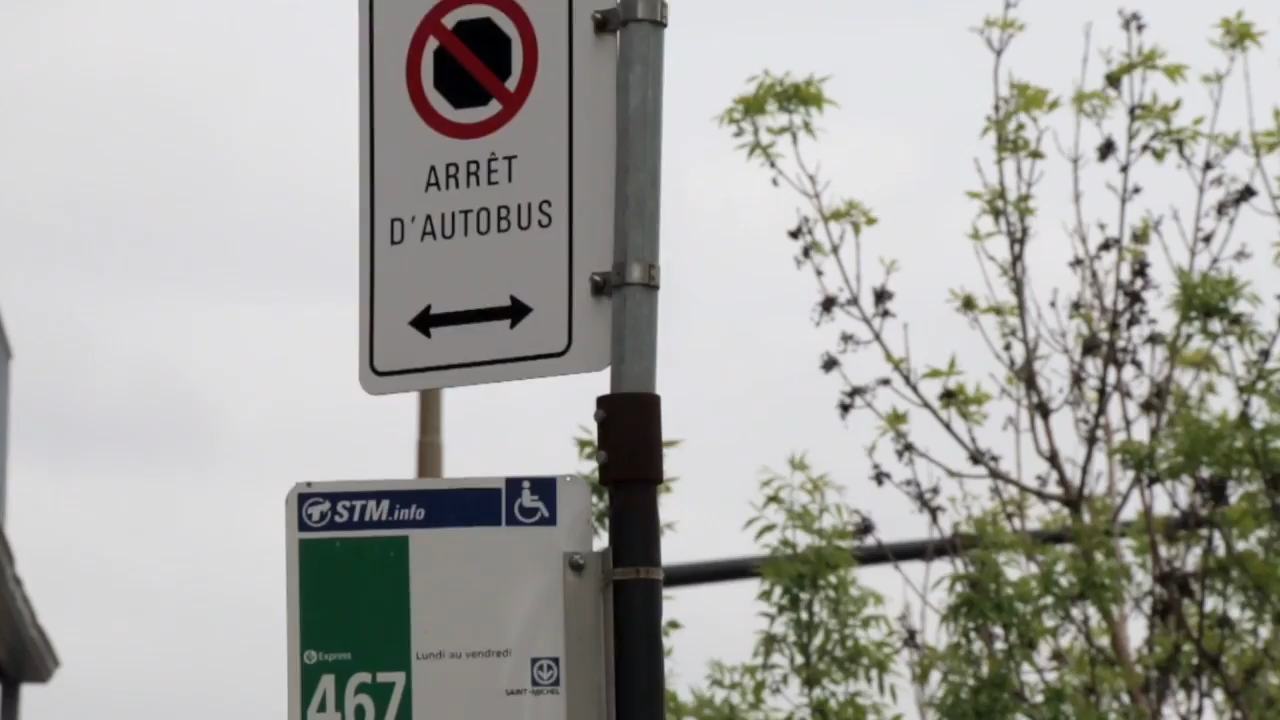 ARRÊT
D'AUTOBUS
STM.info
Express
Lundi au vendredi
467
SAINT-MICHEL